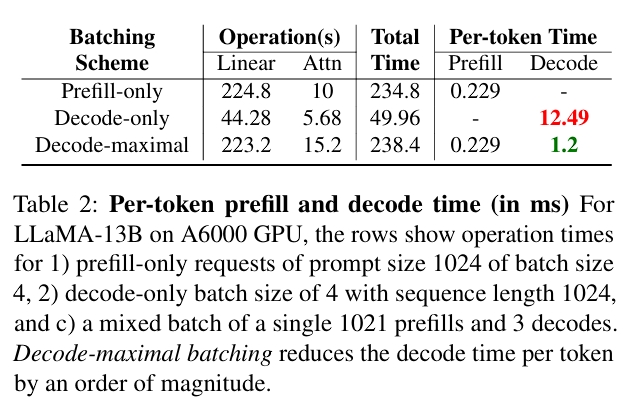 Batching Operation(s) Total Per-token Time
Scheme Linear Attn Time Prefill Decode
Prefill-only 224.8 10 234.8 0.229 -
Decode-only 44.28 5.68 49.96 - 12.49
Decode-maximal 223.2 15.2 238.4 0.229 1.2
Table 2: Per-token prefill and decode time (in ms) For
LLaMA-13B on A6000 GPU, the rows show operation times
for 1) prefill-only requests of prompt size 1024 of batch size
4, 2) decode-only batch size of 4 with sequence length 1024,
and c) a mixed batch of a single 1021 prefills and 3 decodes.
Decode-maximal batching reduces the decode time per token
by an order of magnitude.